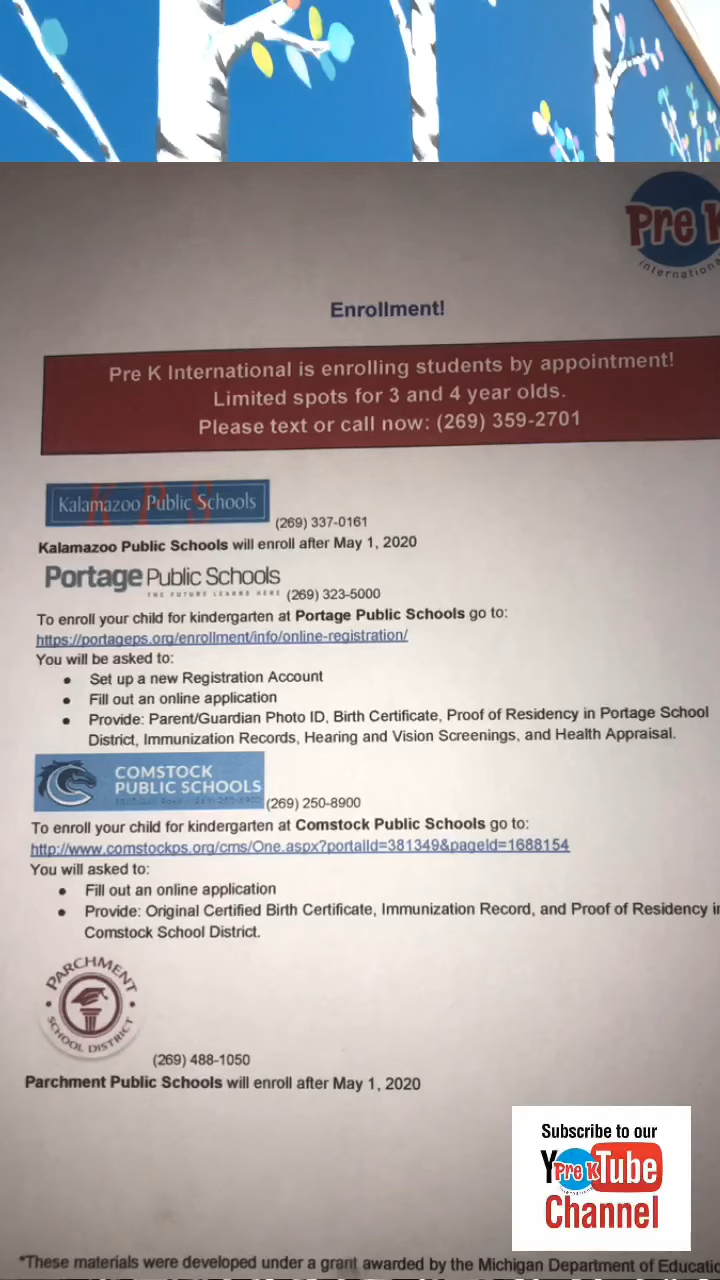 Pre K
international
Enrollment!
Pre K International is enrolling students by appointment!
Limited spots for 3 and 4 year olds.
Please text or call now: (269) 359-2701
Kalamazoo Public Schools
KPS
(269) 337-0161
Kalamazoo Public Schools will enroll after May 1, 2020
Portage Public Schools
THE FUTURE LEARNS HERE
(269) 323-5000
To enroll your child for kindergarten at Portage Public Schools go to:
https://portageps.org/enrollment/info/online-registration/
You will be asked to:
• Set up a new Registration Account
• Fill out an online application
• Provide: Parent/Guardian Photo ID, Birth Certificate, Proof of Residency in Portage School
District, Immunization Records, Hearing and Vision Screenings, and Health Appraisal.
COMSTOCK
PUBLIC SCHOOLS
(269) 250-8900
To enroll your child for kindergarten at Comstock Public Schools go to:
http://www.comstockps.org/cms/One.aspx?portalId=381349&pageId=1688154
You will asked to:
• Fill out an online application
• Provide: Original Certified Birth Certificate, Immunization Record, and Proof of Residency in
Comstock School District.
PARCHMENT
SCHOOL DISTRICT
(269) 488-1050
Parchment Public Schools will enroll after May 1, 2020
Subscribe to our
YPre KTube
Channel
*These materials were developed under a grant awarded by the Michigan Department of Educatio